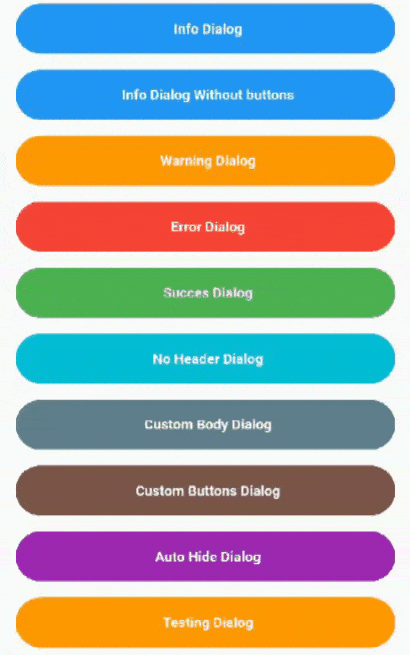 Info Dialog
Info Dialog Without buttons
Warning Dialog
Error Dialog
Succes Dialog
No Header Dialog
Custom Body Dialog
Custom Buttons Dialog
Auto Hide Dialog
Testing Dialog